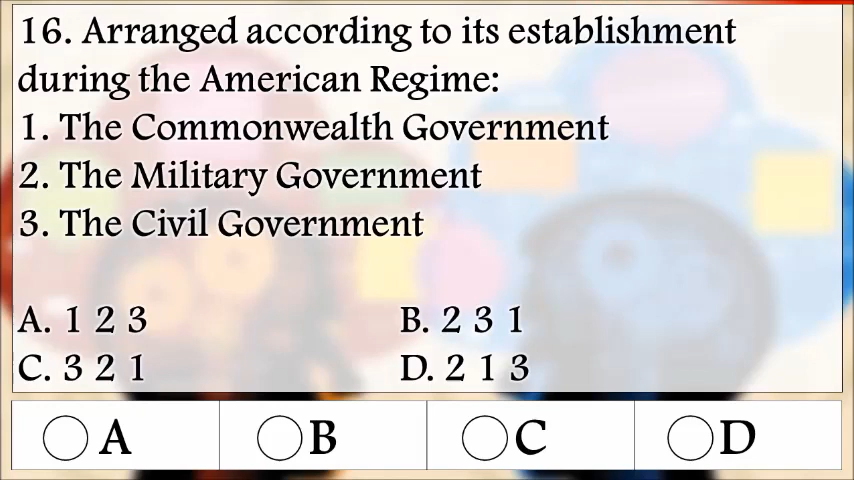 16. Arranged according to its establishment
during the American Regime:
1. The Commonwealth Government
2. The Military Government
3. The Civil Government
A. 1 2 3 B. 2 3 1
C. 3 2 1 D. 2 1 3
A B C D